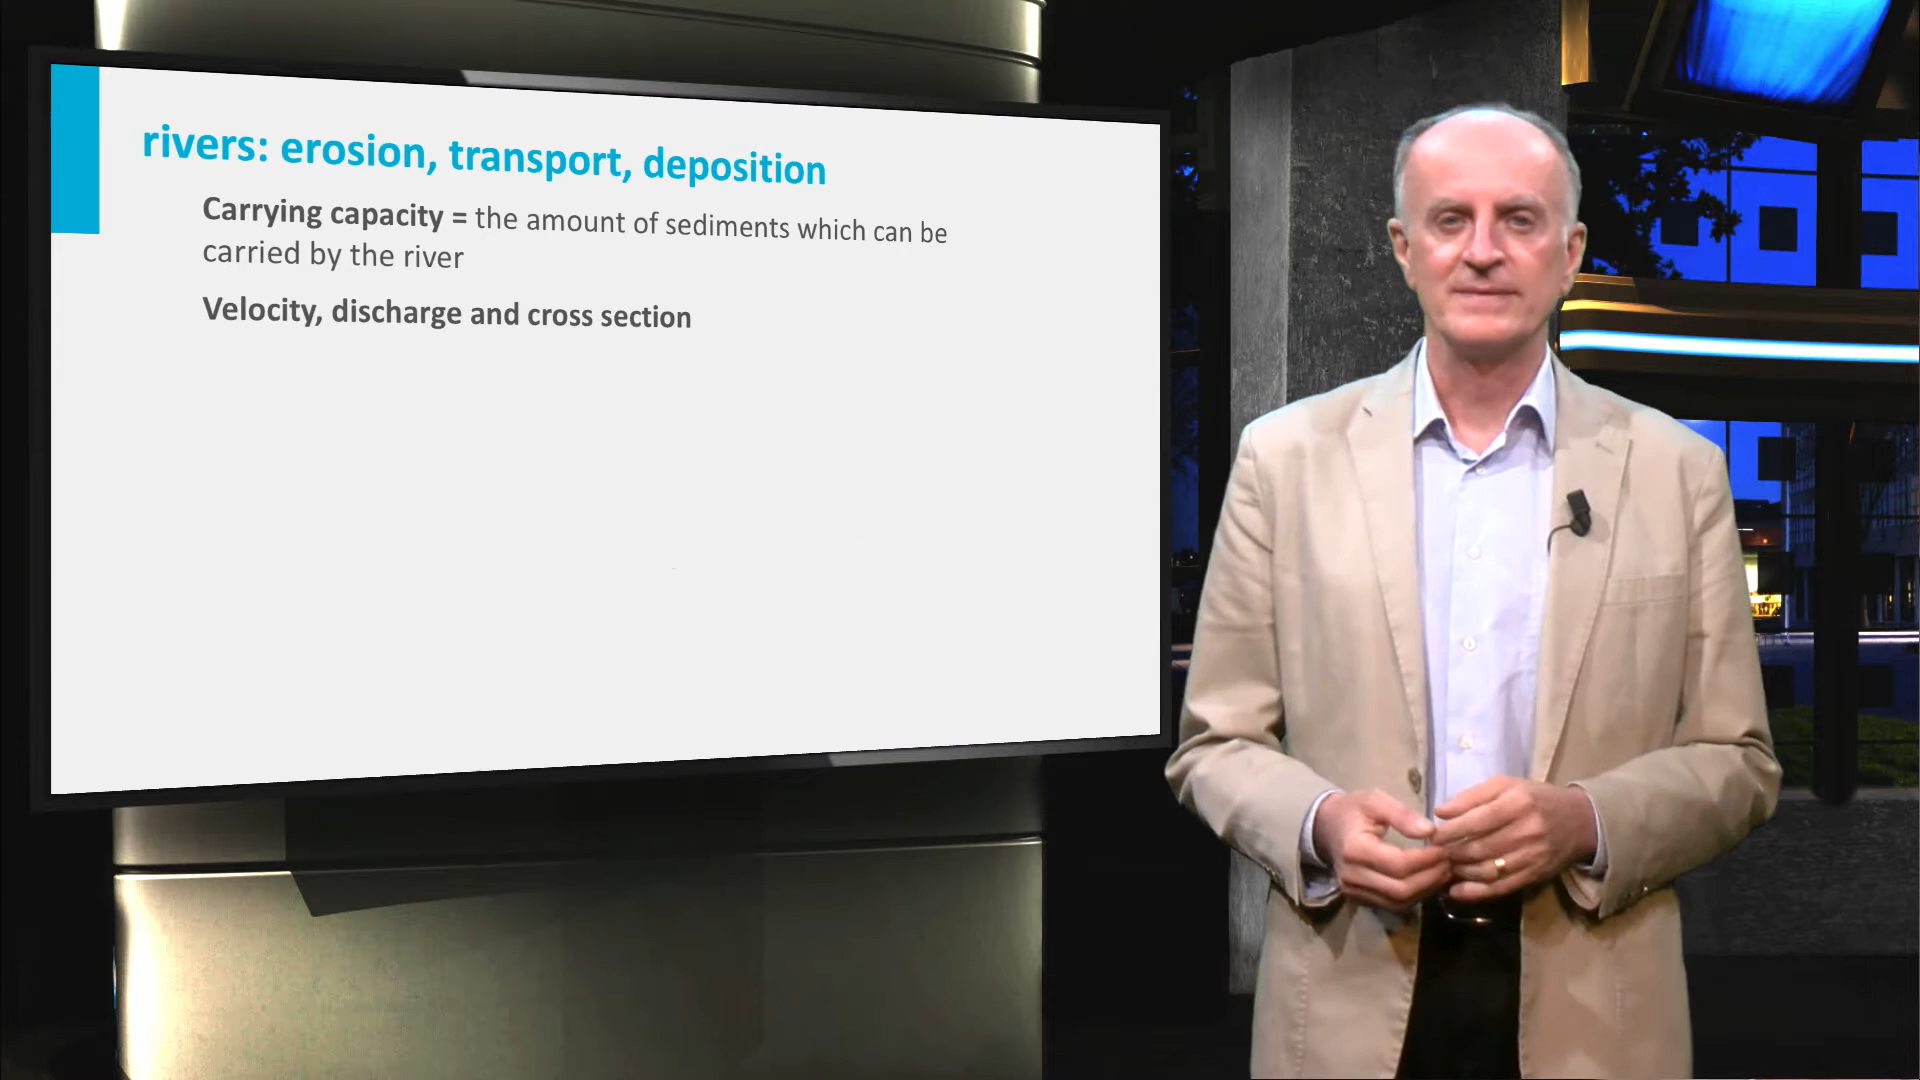 rivers: erosion, transport, deposition
Carrying capacity = the amount of sediments which can be
carried by the river
Velocity, discharge and cross section